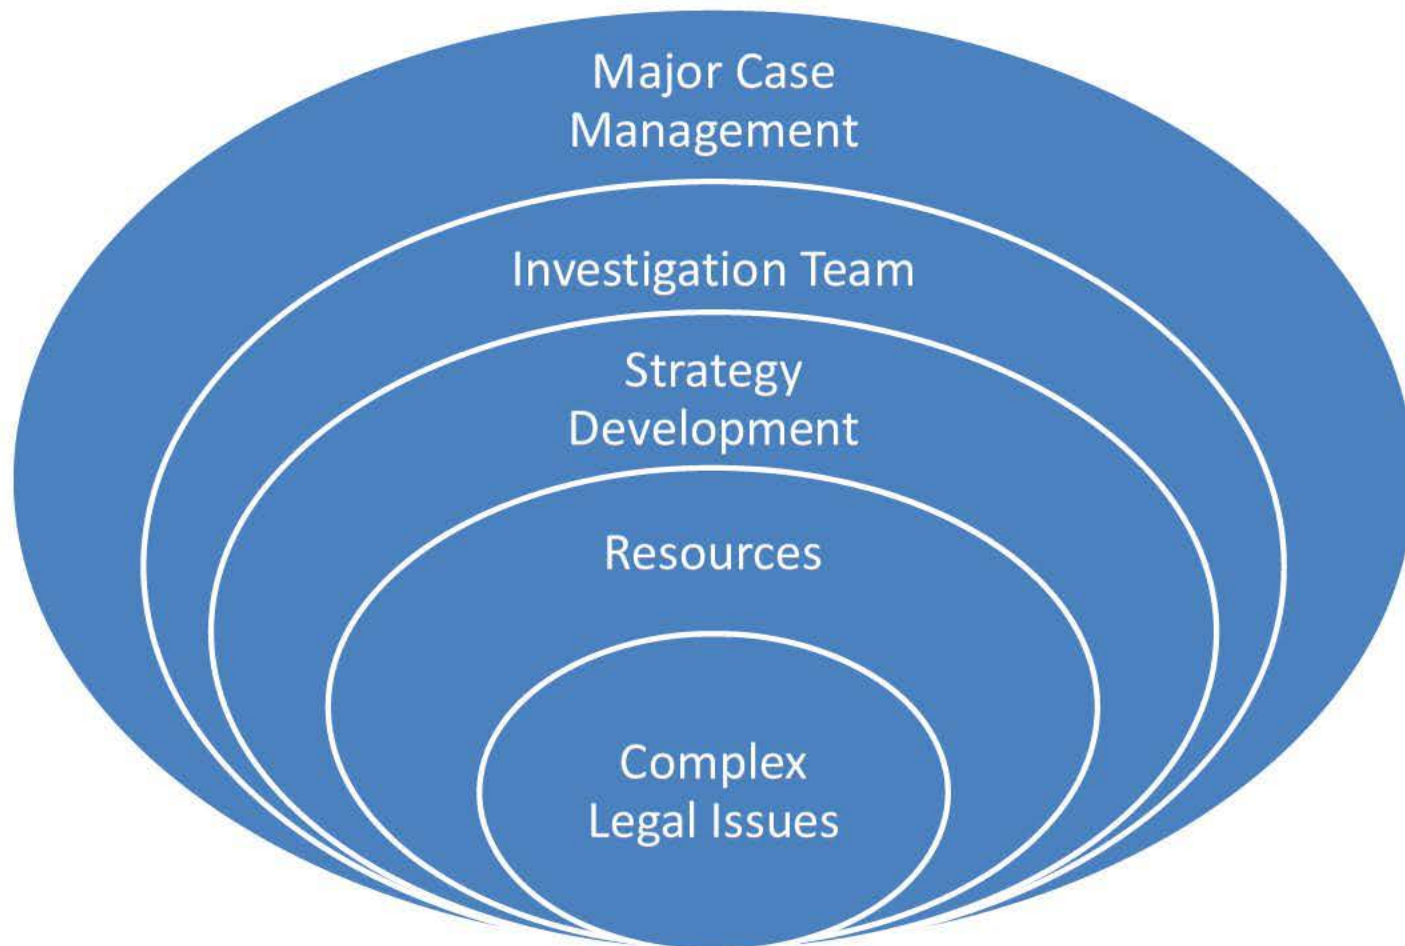 Major Case
Management
Investigation Team
Strategy
Development
Resources
Complex
Legal Issues